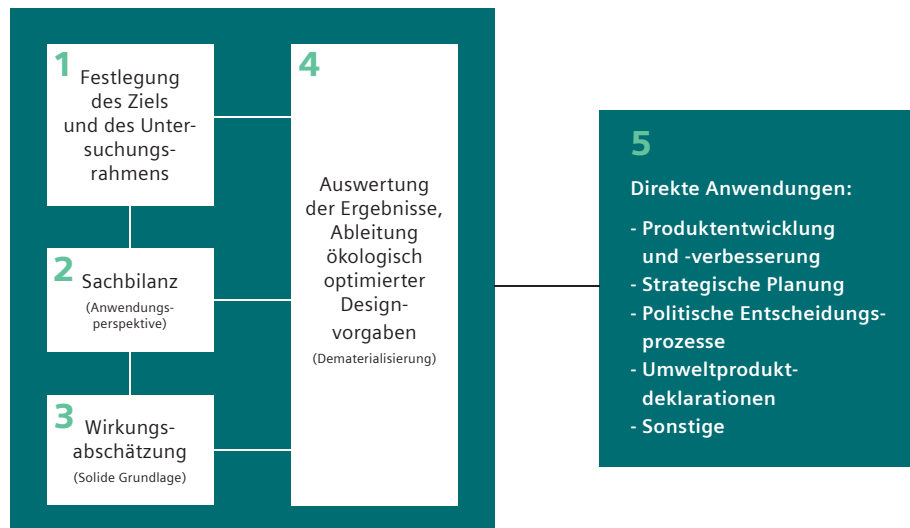 1
Festlegung
des Ziels
und des Unter-
suchungs-
rahmens
2
Sachbilanz
(Anwendungs-
perspektive)
3
Wirkungs-
abschätzung
(Solide Grundlage)
4
Auswertung
der Ergebnisse,
Ableitung
ökologisch
optimierter
Design-
vorgaben
(Dematerialisierung)
5
Direkte Anwendungen:
- Produktentwicklung
und -verbesserung
- Strategische Planung
- Politische Entscheidungs-
prozesse
- Umweltprodukt-
deklarationen
- Sonstige